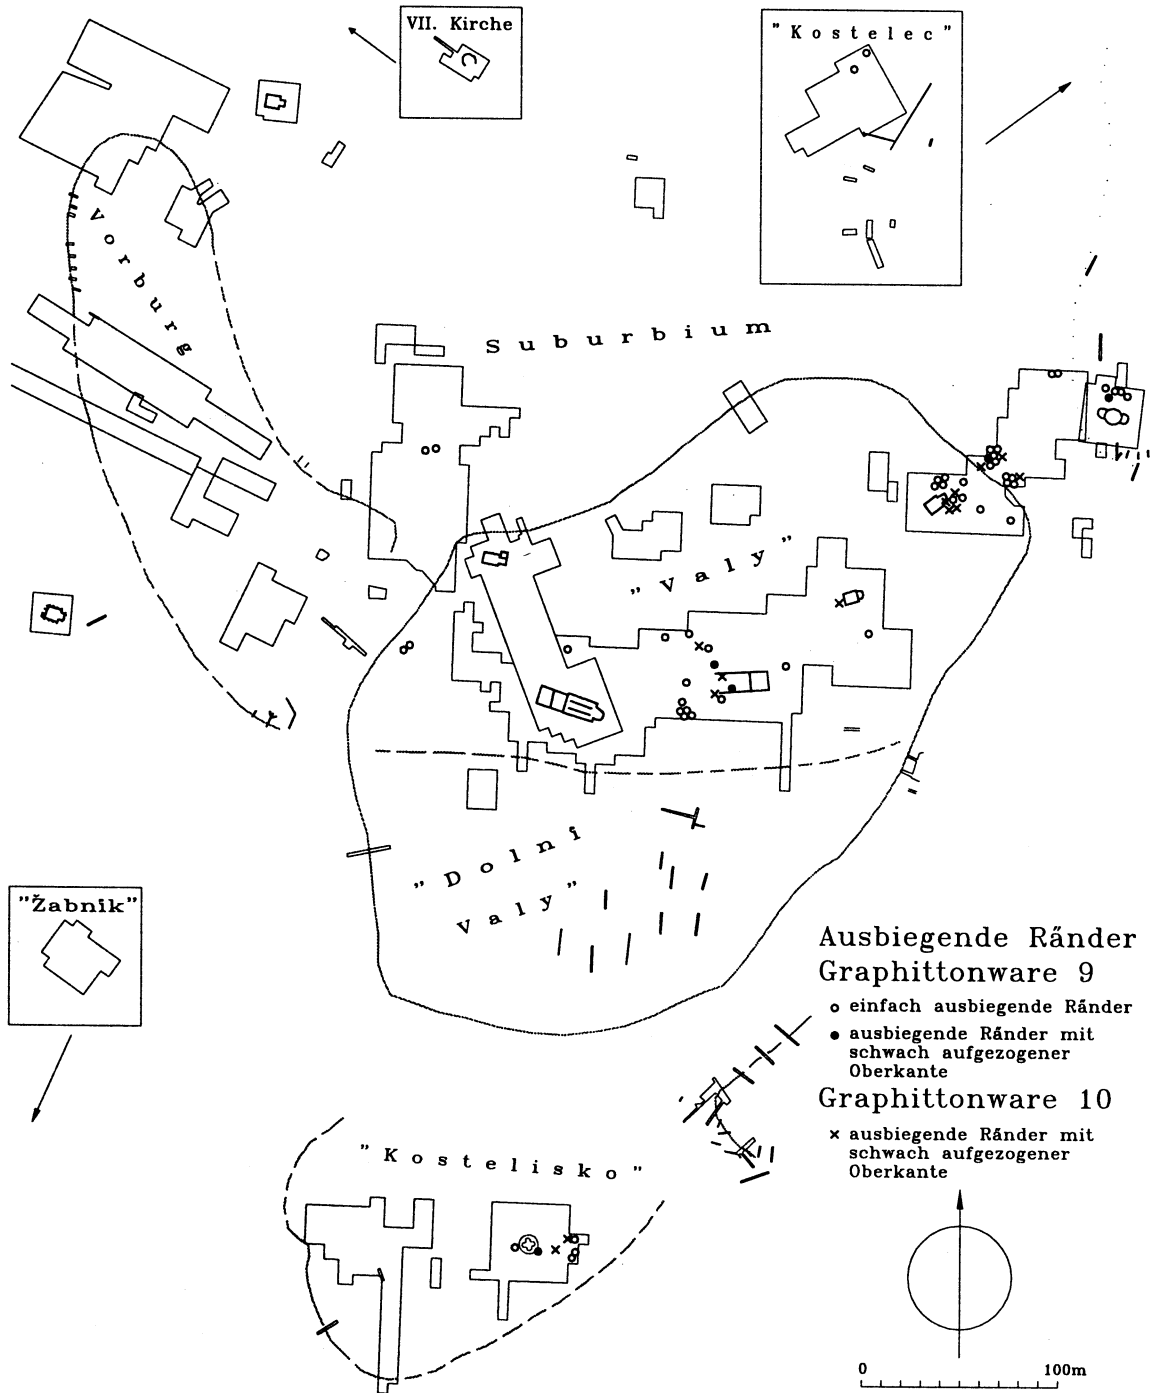 VII. Kirche
"Kostelec"
Vorburg
Suburbium
"Valy"
"Dolní
Valy"
"Žabnik"
Ausbiegende Ränder
Graphittonware 9
einfach ausbiegende Ränder
ausbiegende Ränder mit
schwach aufgezogener
Oberkante
Graphittonware 10
× ausbiegende Ränder mit
schwach aufgezogener
Oberkante
"Kostelisko"
0 100m